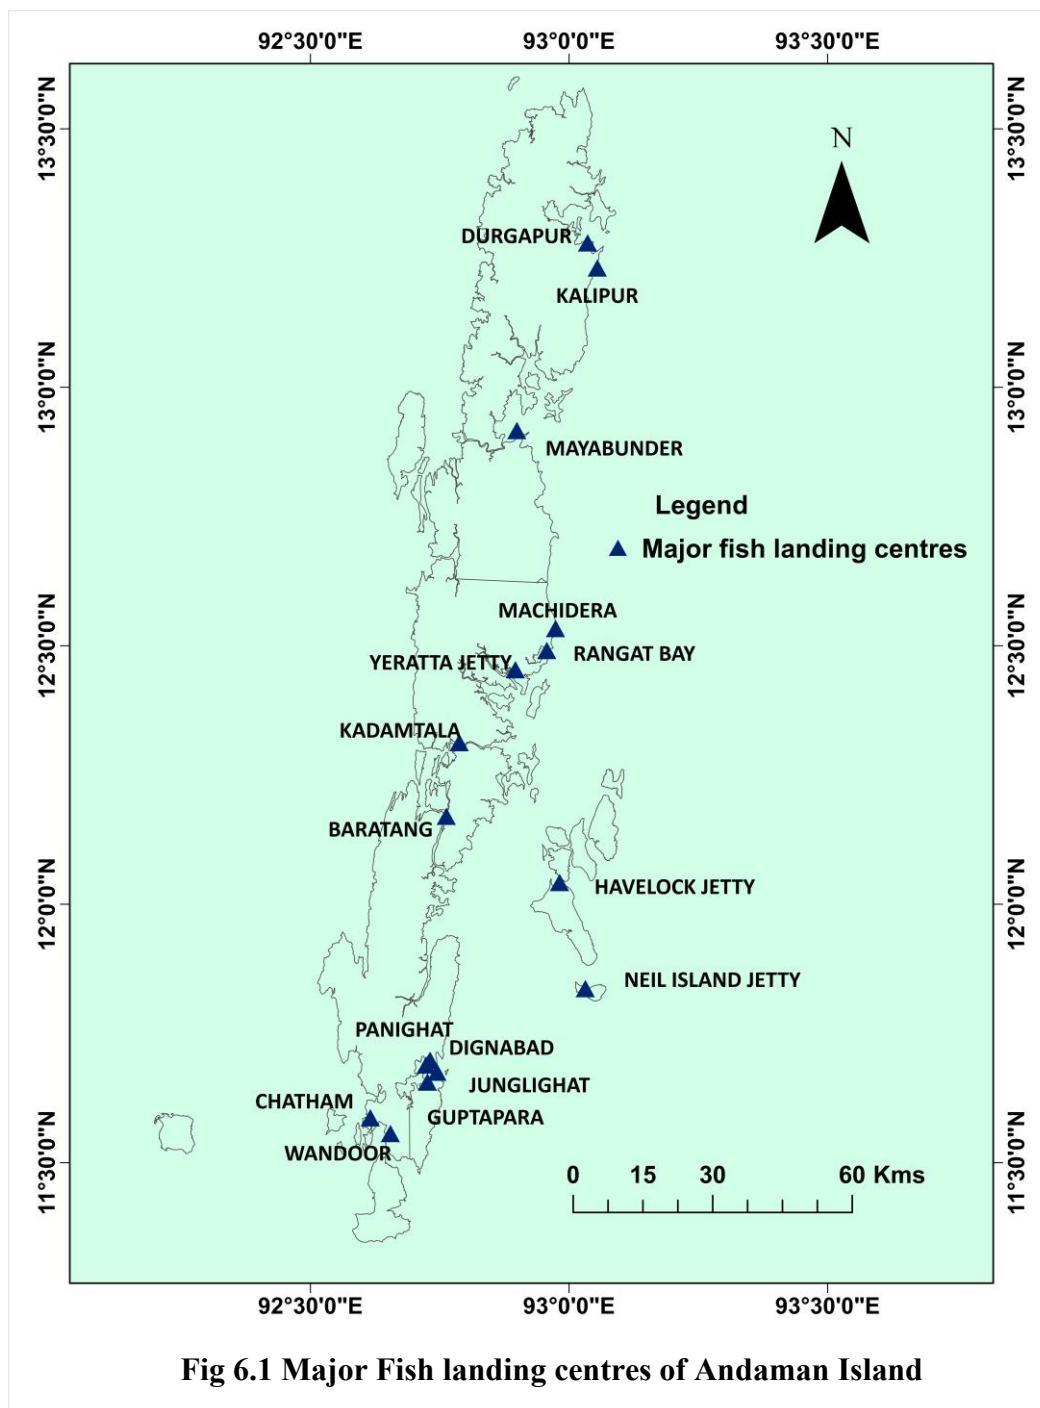 92°30'0"E 93°0'0"E 93°30'0"E
13°30'0"N 13°30'0"N
N
DURGAPUR
KALIPUR
13°0'0"N 13°0'0"N
MAYABUNDER
Legend
Major fish landing centres
MACHIDERA
12°30'0"N 12°30'0"N
RANGAT BAY
YERATTA JETTY
KADAMTALA
BARATANG
HAVELOCK JETTY
12°0'0"N 12°0'0"N
NEIL ISLAND JETTY
PANIGHAT
DIGNABAD
JUNGLIGHAT
CHATHAM
GUPTAPARA
WANDOOR
11°30'0"N 11°30'0"N
0 15 30 60 Kms
92°30'0"E 93°0'0"E 93°30'0"E
Fig 6.1 Major Fish landing centres of Andaman Island